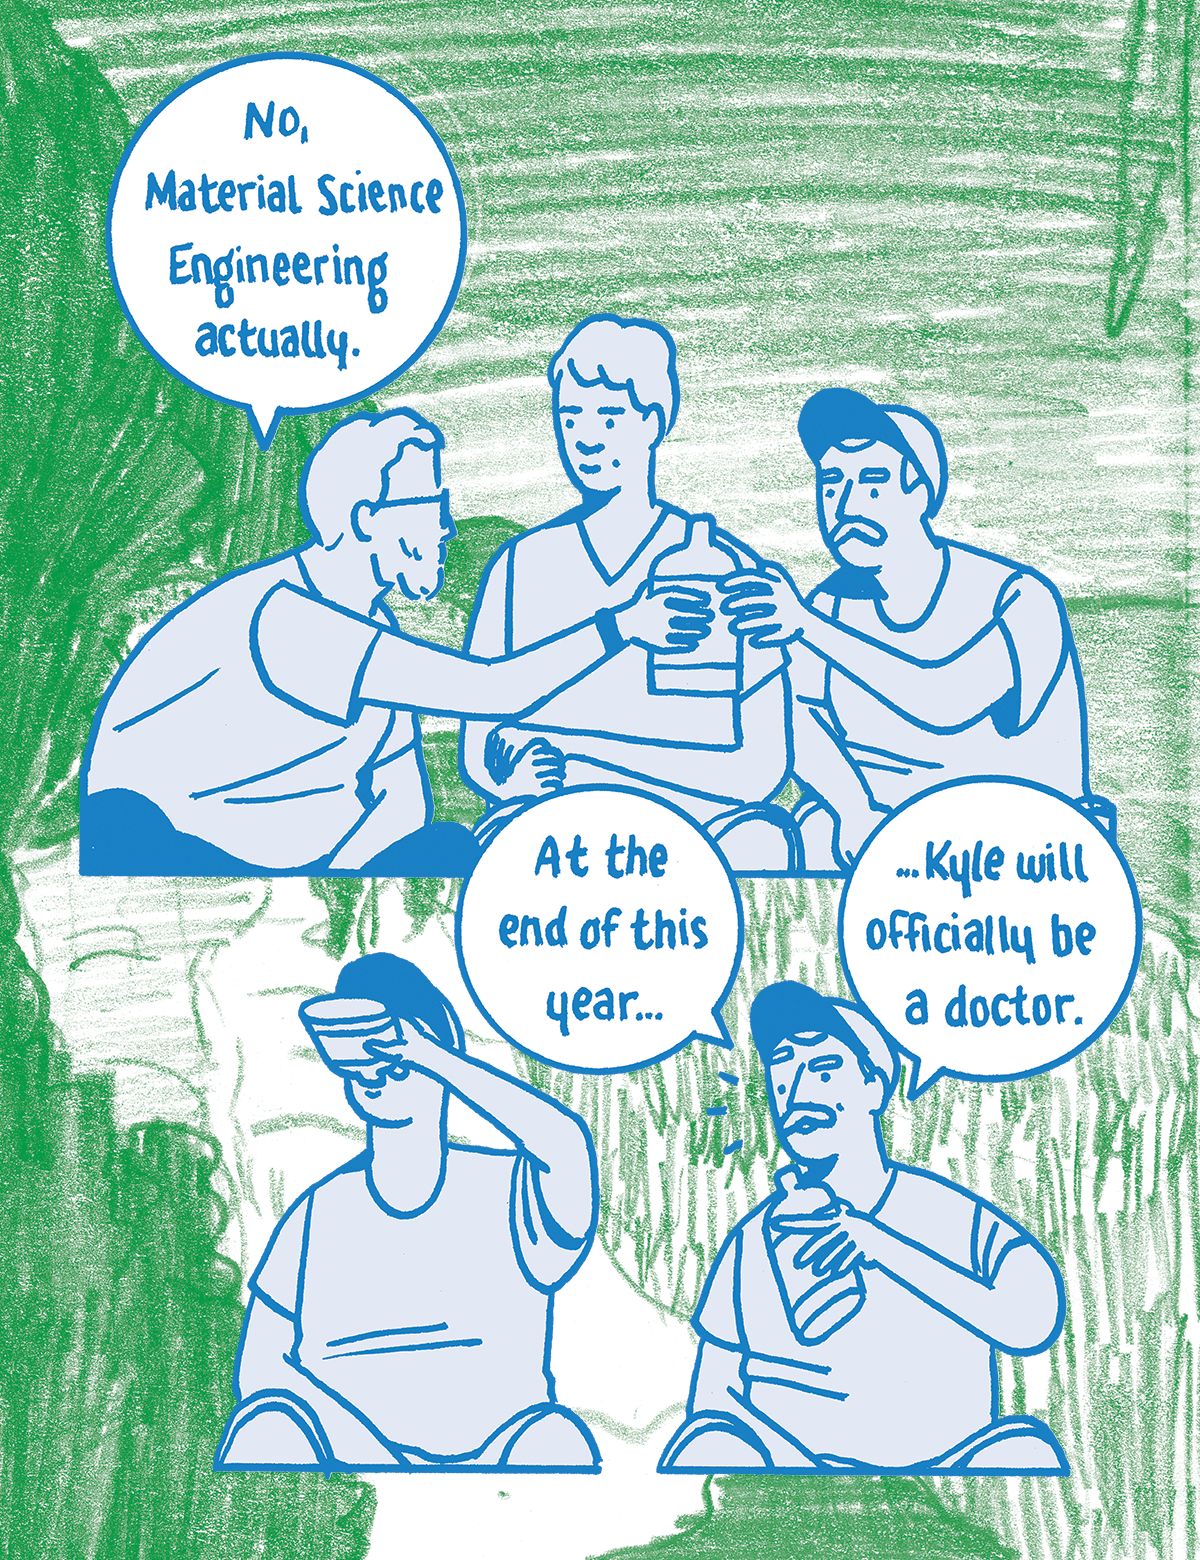 No,
Material Science
Engineering
actually.
At the
end of this
year...
...Kyle will
officially be
a doctor.